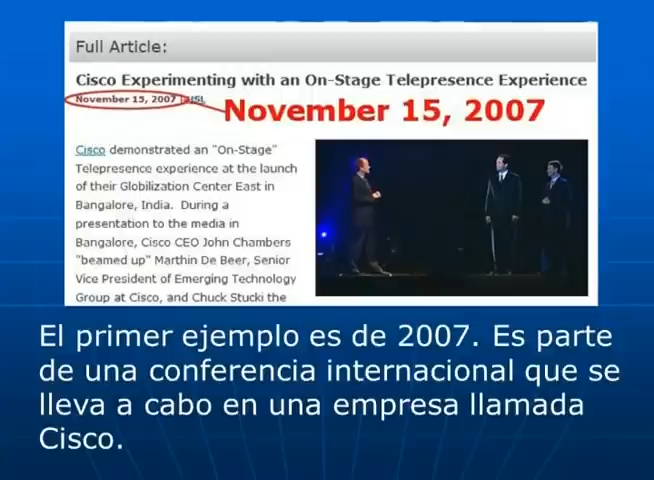 Full Article:
Cisco Experimenting with an On-Stage Telepresence Experience
November 15, 2007
November 15, 2007
Cisco demonstrated an "On-Stage"
Telepresence experience at the launch
of their Globilization Center East in
Bangalore, India. During a
presentation to the media in
Bangalore, Cisco CEO John Chambers
"beamed up" Marthin De Beer, Senior
Vice President of Emerging Technology
Group at Cisco, and Chuck Stucki the
El primer ejemplo es de 2007. Es parte
de una conferencia internacional que se
lleva a cabo en una empresa llamada
Cisco.